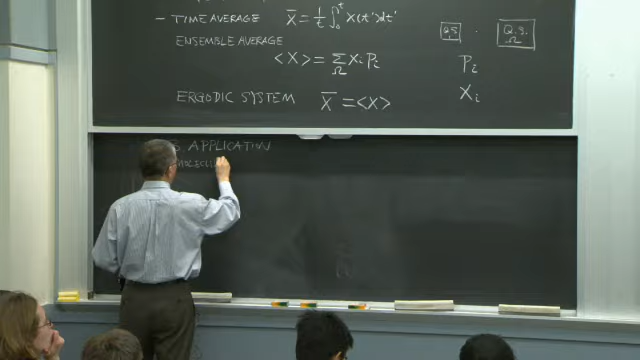 – TIME AVERAGE X̄ = 1/t ∫₀ᵗ X(t')dt'
ENSEMBLE AVERAGE
Q.S. Q.S. Ω
<X> = Σ_Ω Xᵢ Pᵢ Pᵢ
ERGODIC SYSTEM X̄ = <X> Xᵢ
APPLICATION